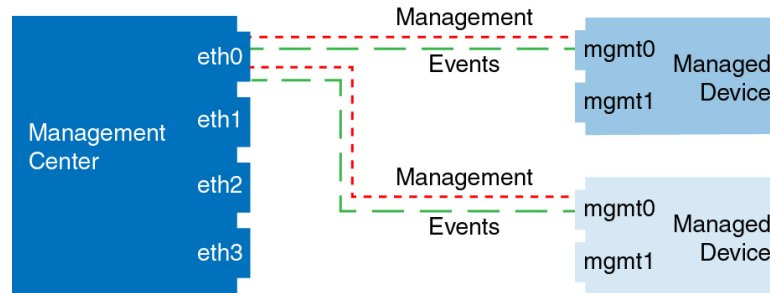 Management
Events
eth0
eth1
eth2
eth3
Management
Center
mgmt0
mgmt1
Managed
Device
Management
Events
mgmt0
mgmt1
Managed
Device